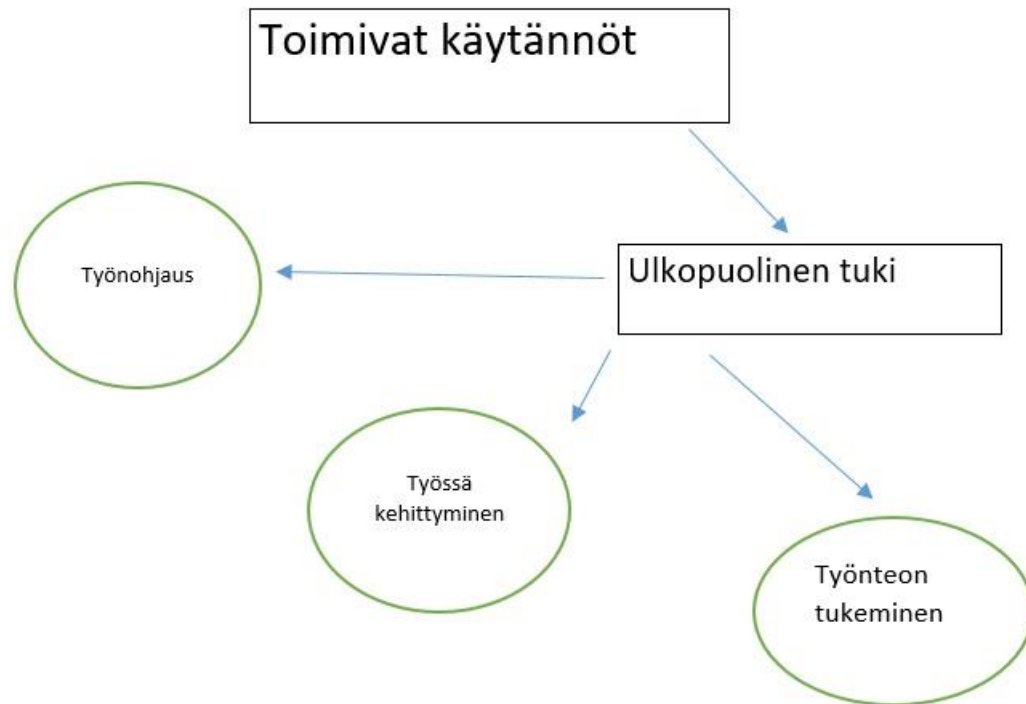 Toimivat käytännöt
Työnohjaus
Ulkopuolinen tuki
Työssä
kehittyminen
Työnteon
tukeminen